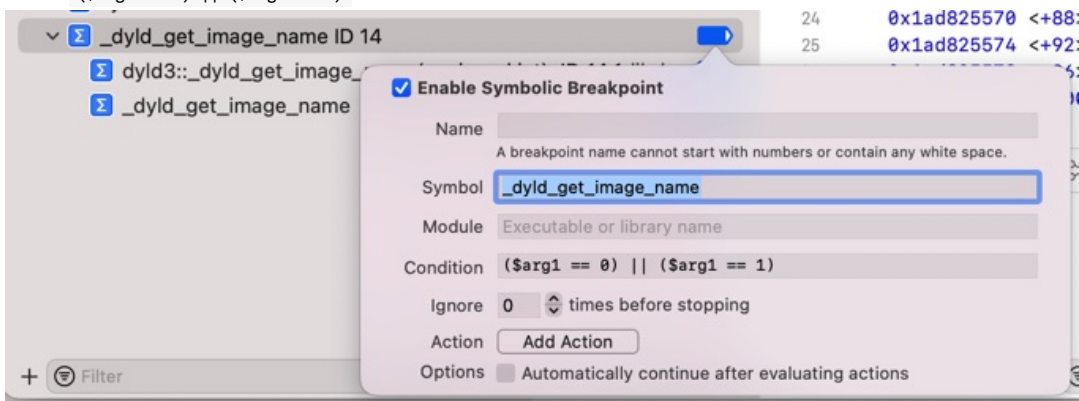 _dyld_get_image_name ID 14
dyld3::_dyld_get_image_
_dyld_get_image_name
24 0x1ad825570 <+88>
25 0x1ad825574 <+92>
Enable Symbolic Breakpoint
Name
A breakpoint name cannot start with numbers or contain any white space.
Symbol _dyld_get_image_name
Module Executable or library name
Condition ($arg1 == 0) || ($arg1 == 1)
Ignore 0 times before stopping
Action Add Action
Options Automatically continue after evaluating actions
+ Filter